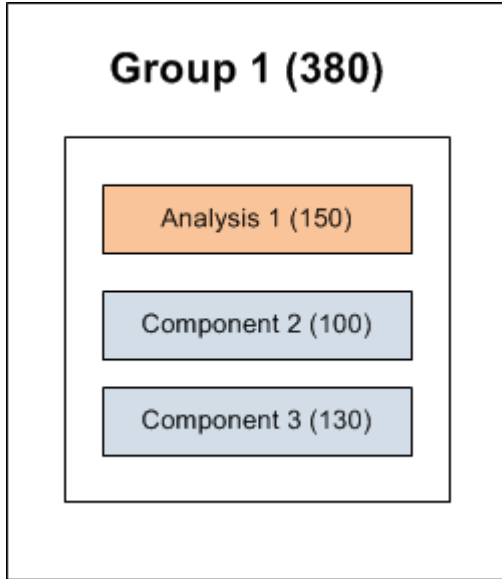 Group 1 (380)
Analysis 1 (150)
Component 2 (100)
Component 3 (130)